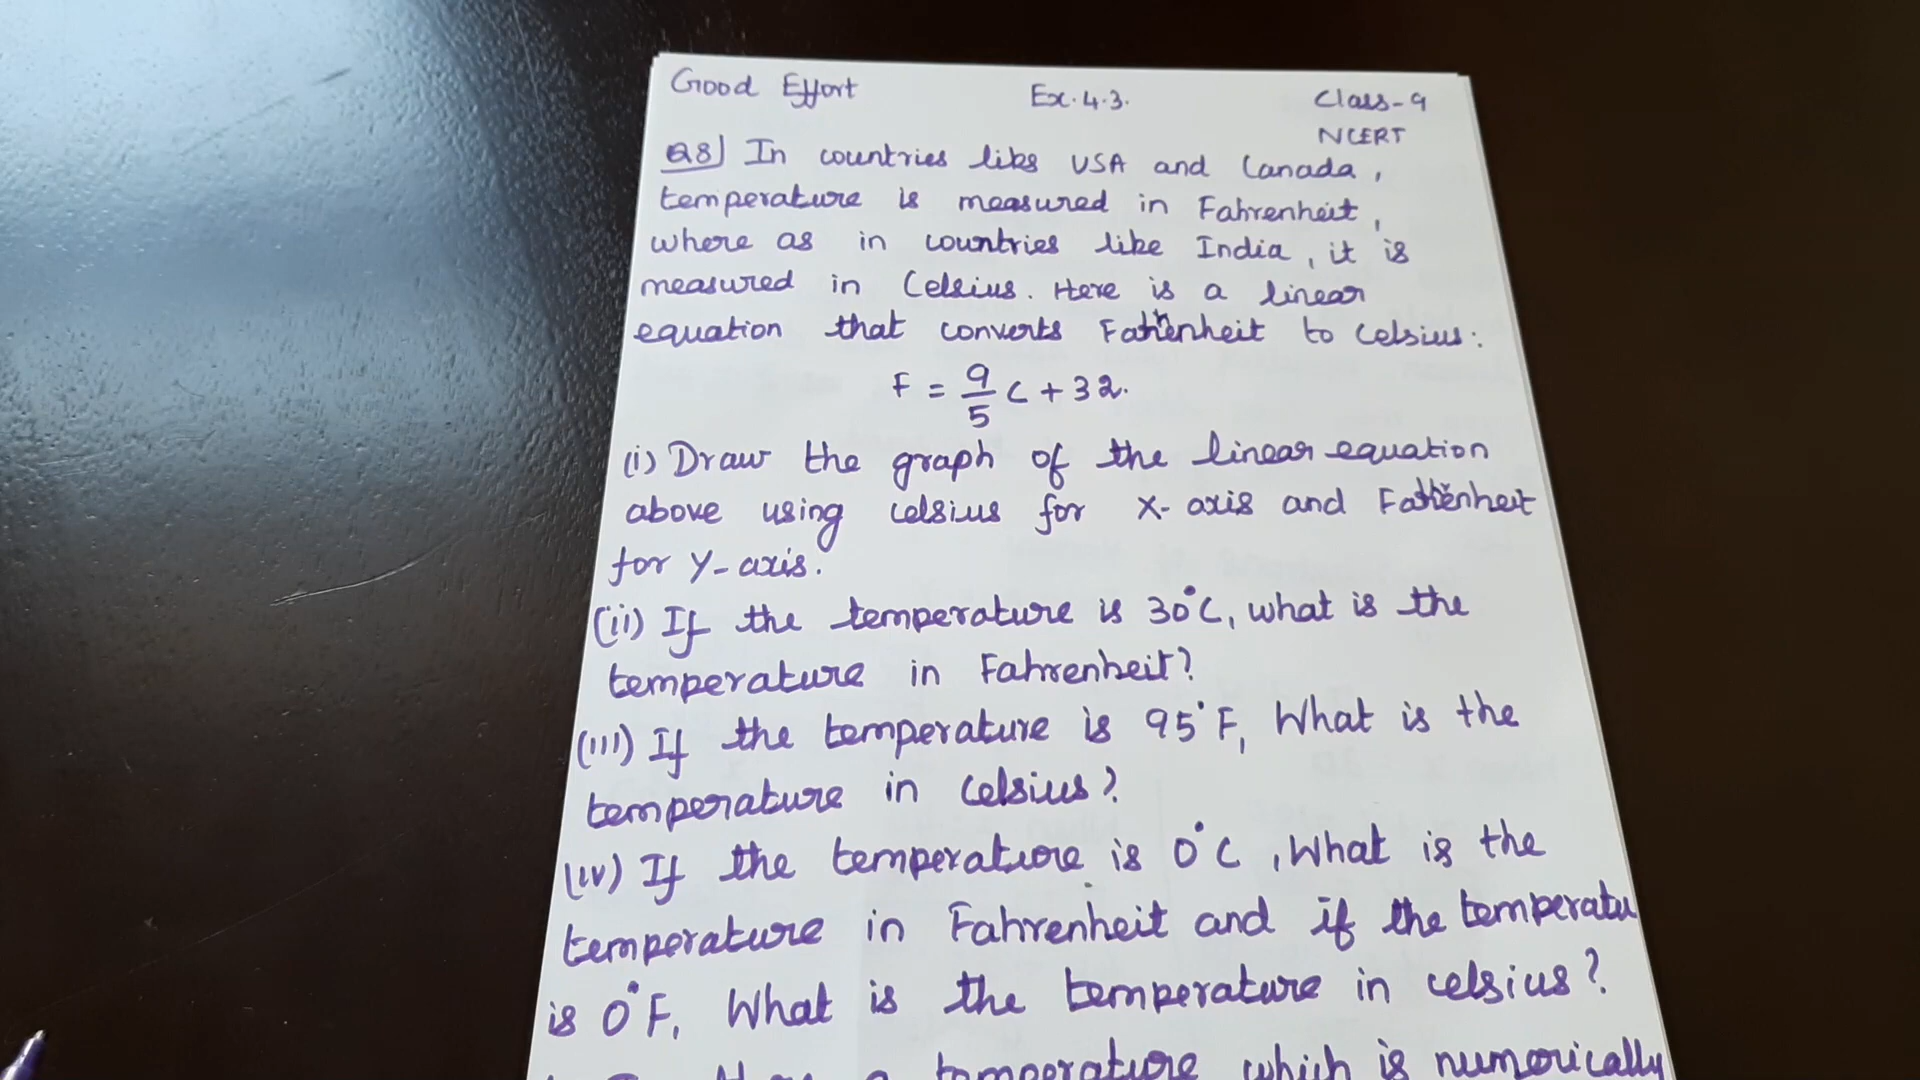 Good Effort Ex. 4.3. Class-9
NCERT
Q8) In countries like USA and Canada,
temperature is measured in Fahrenheit,
where as in countries like India, it is
measured in Celsius. Here is a linear
equation that converts Fahrenheit to Celsius:
F = 9/5 C + 32.
(i) Draw the graph of the linear equation
above using celsius for X-axis and Fahrenheit
for Y-axis.
(ii) If the temperature is 30°C, what is the
temperature in Fahrenheit?
(iii) If the temperature is 95°F, What is the
temperature in celsius?
(iv) If the temperature is 0°C, What is the
temperature in Fahrenheit and if the temperatu
is 0°F, What is the temperature in celsius?
a temperature which is numerically